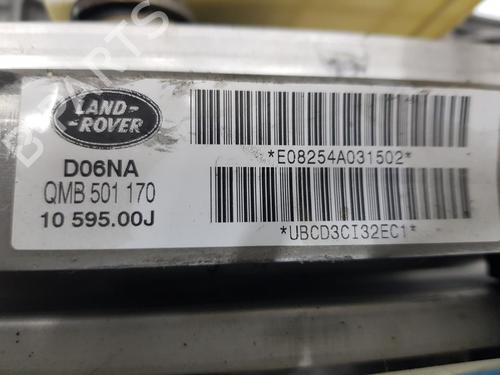 LAND-
-ROVER
D06NA
QMB 501 170
10 595.00J
*E08254A031502*
*UBCD3CI32EC1*